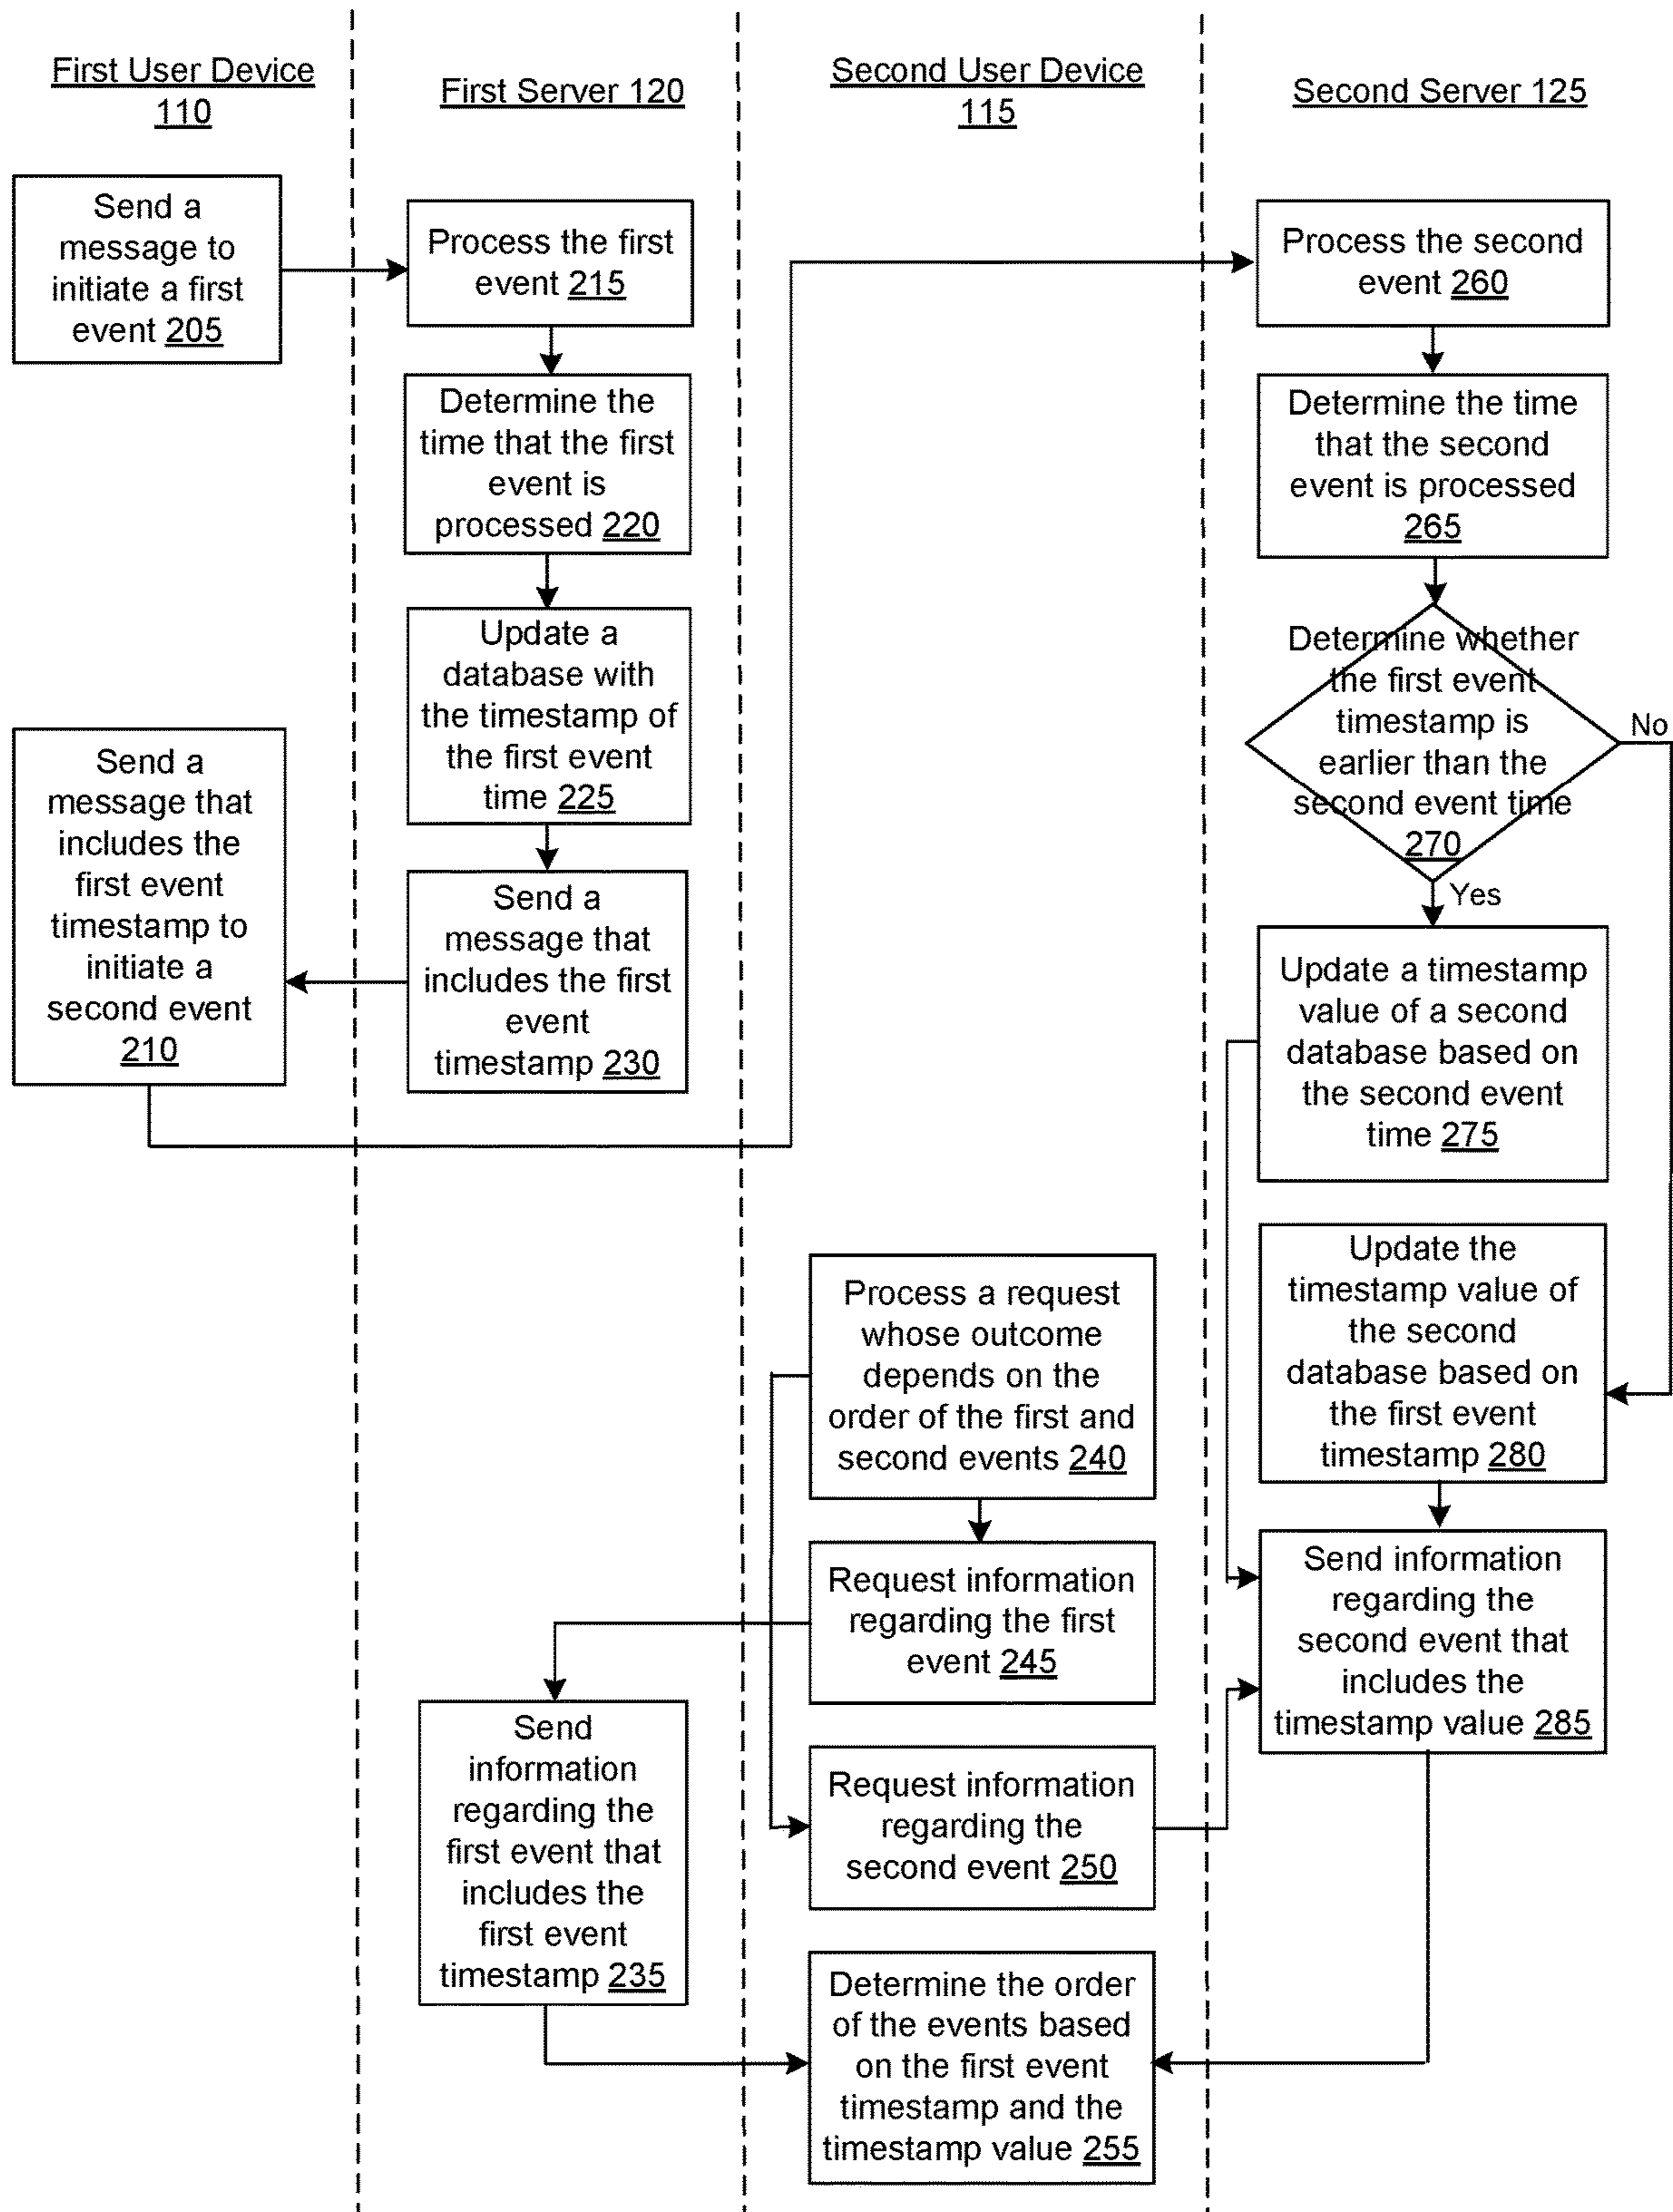 First User Device
110
First Server 120
Second User Device
115
Second Server 125
Send a
message to
initiate a first
event 205
Send a
message that
includes the
first event
timestamp to
initiate a
second event
210
Process the first
event 215
Determine the
time that the first
event is
processed 220
Update a
database with
the timestamp of
the first event
time 225
Send a
message that
includes the first
event
timestamp 230
Send
information
regarding the
first event that
includes the
first event
timestamp 235
Process a request
whose outcome
depends on the
order of the first and
second events 240
Request information
regarding the first
event 245
Request information
regarding the
second event 250
Determine the order
of the events based
on the first event
timestamp and the
timestamp value 255
Process the second
event 260
Determine the time
that the second
event is processed
265
Determine whether
the first event
timestamp is
earlier than the
second event time
270
No
Yes
Update a timestamp
value of a second
database based on
the second event
time 275
Update the
timestamp value of
the second
database based on
the first event
timestamp 280
Send information
regarding the
second event that
includes the
timestamp value 285